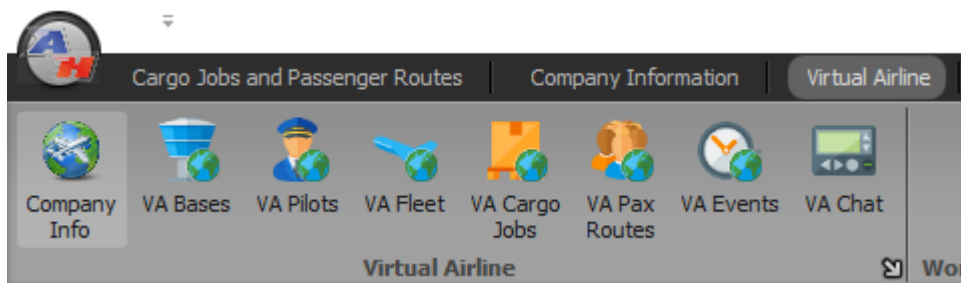 AH
Cargo Jobs and Passenger Routes
Company Information
Virtual Airline
Company
Info
VA Bases
VA Pilots
VA Fleet
VA Cargo
Jobs
VA Pax
Routes
VA Events
VA Chat
Virtual Airline